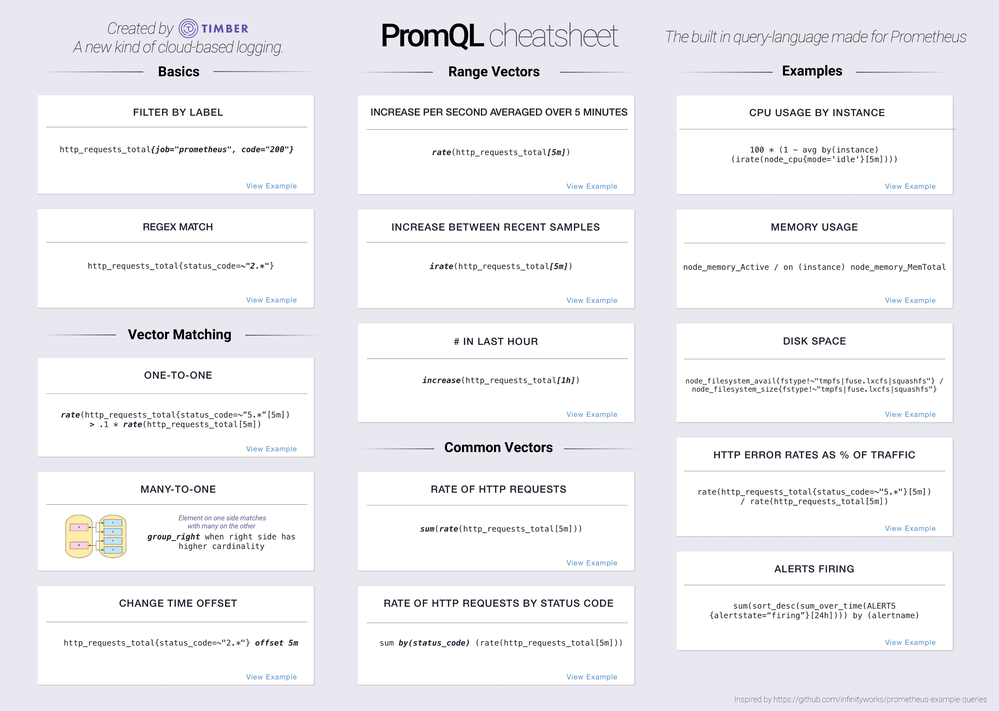 Created by TIMBER
A new kind of cloud-based logging.
PromQL cheatsheet
The built in query-language made for Prometheus
Basics
FILTER BY LABEL
http_requests_total{job="prometheus", code="200"}
View Example
REGEX MATCH
http_requests_total{status_code=~"2.*"}
View Example
Vector Matching
ONE-TO-ONE
rate(http_requests_total{status_code=~”5.*”[5m])
> .1 * rate(http_requests_total[5m])
View Example
MANY-TO-ONE
A
B
1
2
3
4
Element on one side matches
with many on the other
group_right when right side has
higher cardinality
CHANGE TIME OFFSET
http_requests_total{status_code=~"2.*"} offset 5m
View Example
Range Vectors
INCREASE PER SECOND AVERAGED OVER 5 MINUTES
rate(http_requests_total[5m])
View Example
INCREASE BETWEEN RECENT SAMPLES
irate(http_requests_total[5m])
View Example
# IN LAST HOUR
increase(http_requests_total[1h])
View Example
Common Vectors
RATE OF HTTP REQUESTS
sum(rate(http_requests_total[5m]))
View Example
RATE OF HTTP REQUESTS BY STATUS CODE
sum by(status_code) (rate(http_requests_total[5m]))
View Example
Examples
CPU USAGE BY INSTANCE
100 * (1 – avg by(instance)
(irate(node_cpu{mode='idle'}[5m])))
View Example
MEMORY USAGE
node_memory_Active / on (instance) node_memory_MemTotal
View Example
DISK SPACE
node_filesystem_avail{fstype!~"tmpfs|fuse.lxcfs|squashfs"} /
node_filesystem_size{fstype!~"tmpfs|fuse.lxcfs|squashfs"}
View Example
HTTP ERROR RATES AS % OF TRAFFIC
rate(http_requests_total{status_code=~"5.*"}[5m])
/ rate(http_requests_total[5m])
View Example
ALERTS FIRING
sum(sort_desc(sum_over_time(ALERTS
{alertstate=“firing”}[24h]))) by (alertname)
View Example
Inspired by https://github.com/infinityworks/prometheus-example-queries